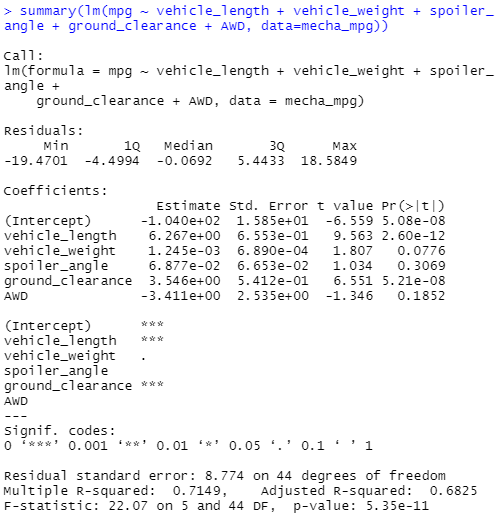 > summary(lm(mpg ~ vehicle_length + vehicle_weight + spoiler_
angle + ground_clearance + AWD, data=mecha_mpg))
Call:
lm(formula = mpg ~ vehicle_length + vehicle_weight + spoiler_
angle +
    ground_clearance + AWD, data = mecha_mpg)
Residuals:
     Min       1Q   Median       3Q      Max
-19.4701  -4.4994  -0.0692   5.4433  18.5849
Coefficients:
                   Estimate Std. Error t value Pr(>|t|)
(Intercept)      -1.040e+02  1.585e+01  -6.559 5.08e-08
vehicle_length    6.267e+00  6.553e-01   9.563 2.60e-12
vehicle_weight    1.245e-03  6.890e-04   1.807   0.0776
spoiler_angle     6.877e-02  6.653e-02   1.034   0.3069
ground_clearance  3.546e+00  5.412e-01   6.551 5.21e-08
AWD              -3.411e+00  2.535e+00  -1.346   0.1852
(Intercept)      ***
vehicle_length   ***
vehicle_weight   .
spoiler_angle
ground_clearance ***
AWD
---
Signif. codes:
0 ‘***’ 0.001 ‘**’ 0.01 ‘*’ 0.05 ‘.’ 0.1 ‘ ’ 1
Residual standard error: 8.774 on 44 degrees of freedom
Multiple R-squared:  0.7149,    Adjusted R-squared:  0.6825
F-statistic: 22.07 on 5 and 44 DF,  p-value: 5.35e-11